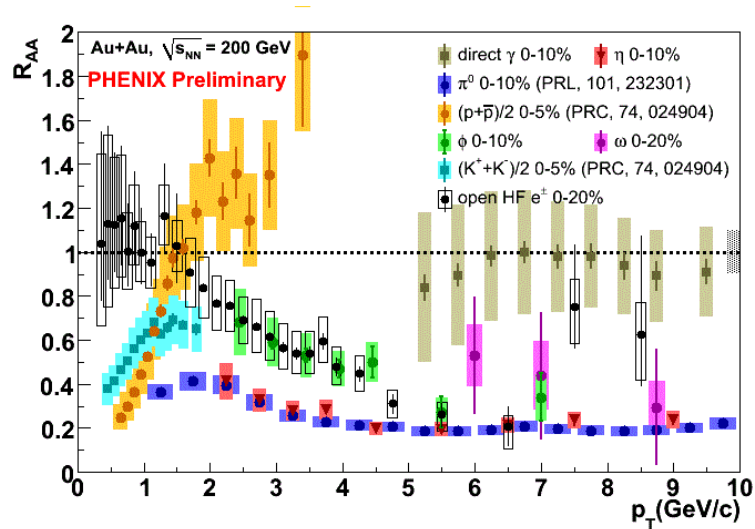 Au+Au, √sNN = 200 GeV
PHENIX Preliminary
direct γ 0-10%
η 0-10%
π⁰ 0-10% (PRL, 101, 232301)
(p+p̅)/2 0-5% (PRC, 74, 024904)
φ 0-10%
ω 0-20%
(K⁺+K⁻)/2 0-5% (PRC, 74, 024904)
open HF e± 0-20%
RAA
2
1.8
1.6
1.4
1.2
1
0.8
0.6
0.4
0.2
0
0 1 2 3 4 5 6 7 8 9 10
pT(GeV/c)